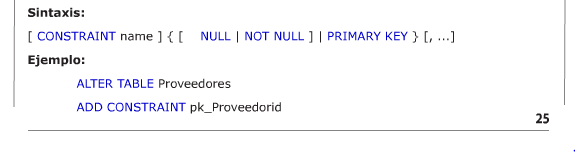 Sintaxis:
[ CONSTRAINT name ] { [ NULL | NOT NULL ] | PRIMARY KEY } [, ...]
Ejemplo:
ALTER TABLE Proveedores
ADD CONSTRAINT pk_Proveedorid
25